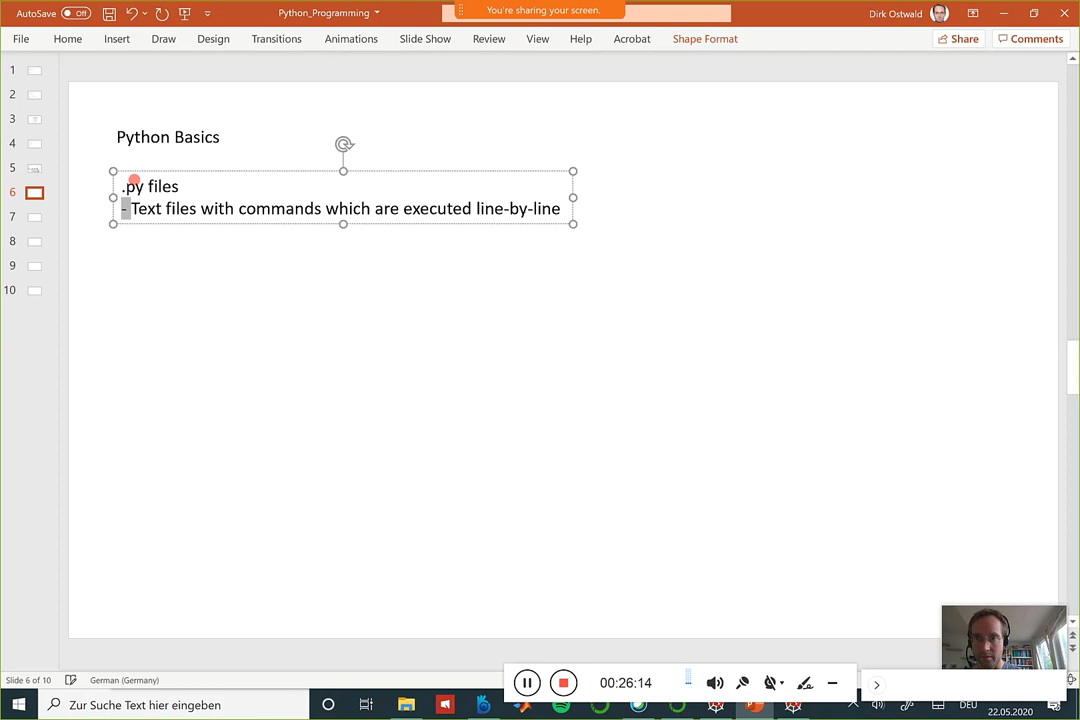 AutoSave Off Python_Programming You're sharing your screen. Dirk Ostwald
File Home Insert Draw Design Transitions Animations Slide Show Review View Help Acrobat Shape Format Share Comments
1
2
3
4
5
6
7
8
9
10
Python Basics
.py files
- Text files with commands which are executed line-by-line
Slide 6 of 10 German (Germany)
00:26:14
Zur Suche Text hier eingeben
DEU
22.05.2020